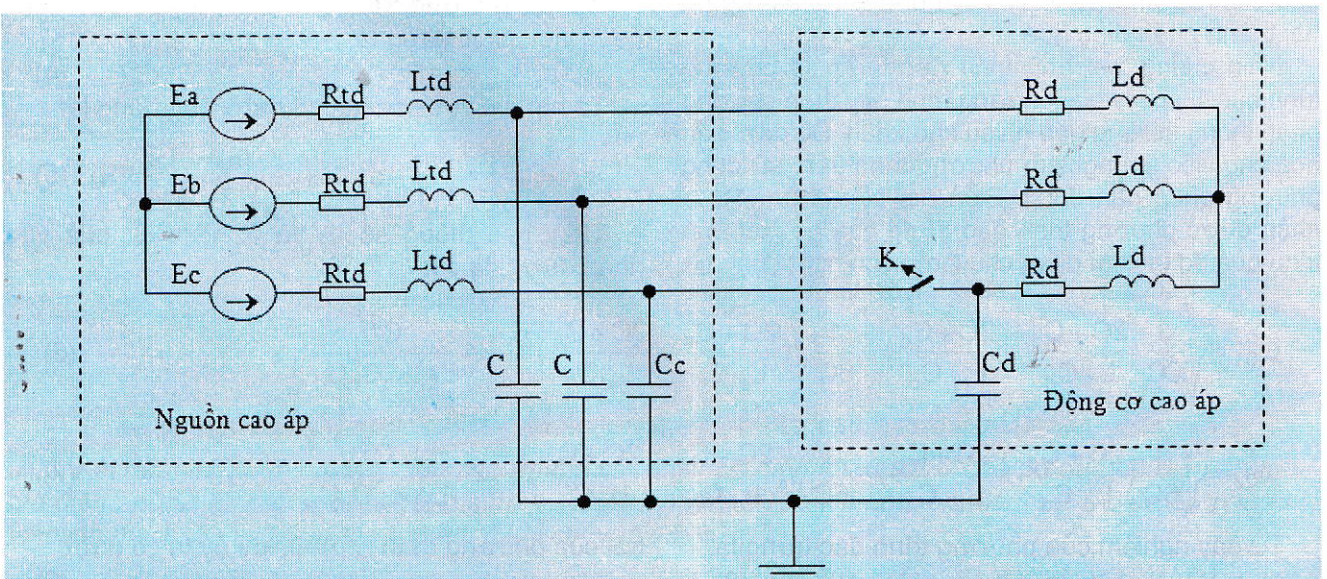 Ea
Rtd
Ltd
Rd
Ld
Eb
Rtd
Ltd
Rd
Ld
Ec
Rtd
Ltd
K
Rd
Ld
C
C
Cc
Cd
Nguồn cao áp
Động cơ cao áp